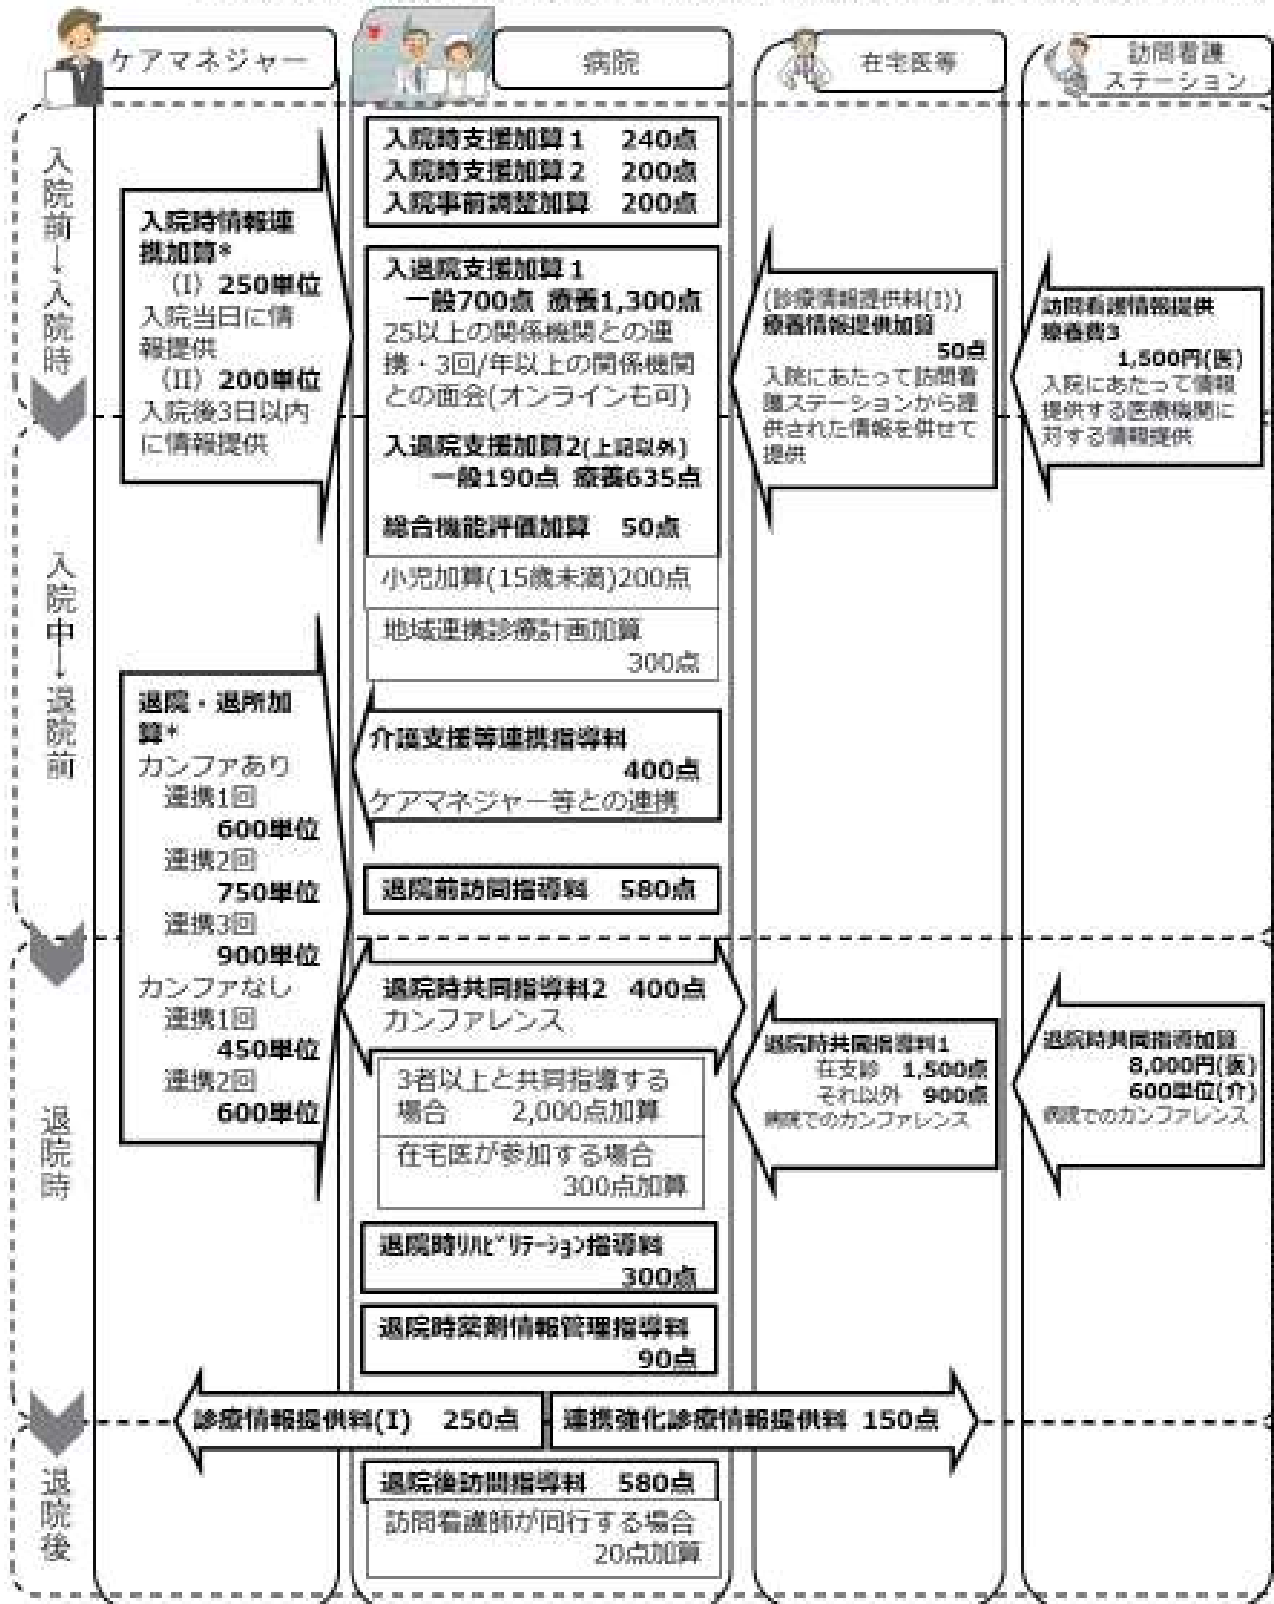 ケアマネジャー
病院
在宅医等
訪問看護
ステーション
入院前→入院時
入院時情報連
携加算*
(I) 250単位
入院当日に情
報提供
(II) 200単位
入院後3日以内
に情報提供
入院時支援加算1 240点
入院時支援加算2 200点
入院事前調整加算 200点
入退院支援加算1
一般700点 療養1,300点
25以上の関係機関との連
携・3回/年以上の関係機関
との面会(オンラインも可)
入退院支援加算2(上記以外)
一般190点 療養635点
総合機能評価加算 50点
小児加算(15歳未満)200点
地域連携診療計画加算
300点
(診療情報提供料(I))
療養情報提供加算
50点
入院にあたって訪問看
護ステーションから提
供された情報を併せて
提供
訪問看護情報提供
療養費3
1,500円(医)
入院にあたって情報
提供する医療機関に
対する情報提供
入院中→退院前
退院・退所加
算*
カンファあり
連携1回
600単位
連携2回
750単位
連携3回
900単位
カンファなし
連携1回
450単位
連携2回
600単位
介護支援等連携指導料
400点
ケアマネジャー等との連携
退院前訪問指導料 580点
退院時
退院時共同指導料2 400点
カンファレンス
3者以上と共同指導する
場合 2,000点加算
在宅医が参加する場合
300点加算
退院時共同指導料1
在支診 1,500点
それ以外 900点
病院でのカンファレンス
退院時共同指導加算
8,000円(医)
600単位(介)
病院でのカンファレンス
退院時ﾘﾊﾋﾞﾘﾃｰｼｮﾝ指導料
300点
退院時薬剤情報管理指導料
90点
診療情報提供料(I) 250点
連携強化診療情報提供料 150点
退院後
退院後訪問指導料 580点
訪問看護師が同行する場合
20点加算